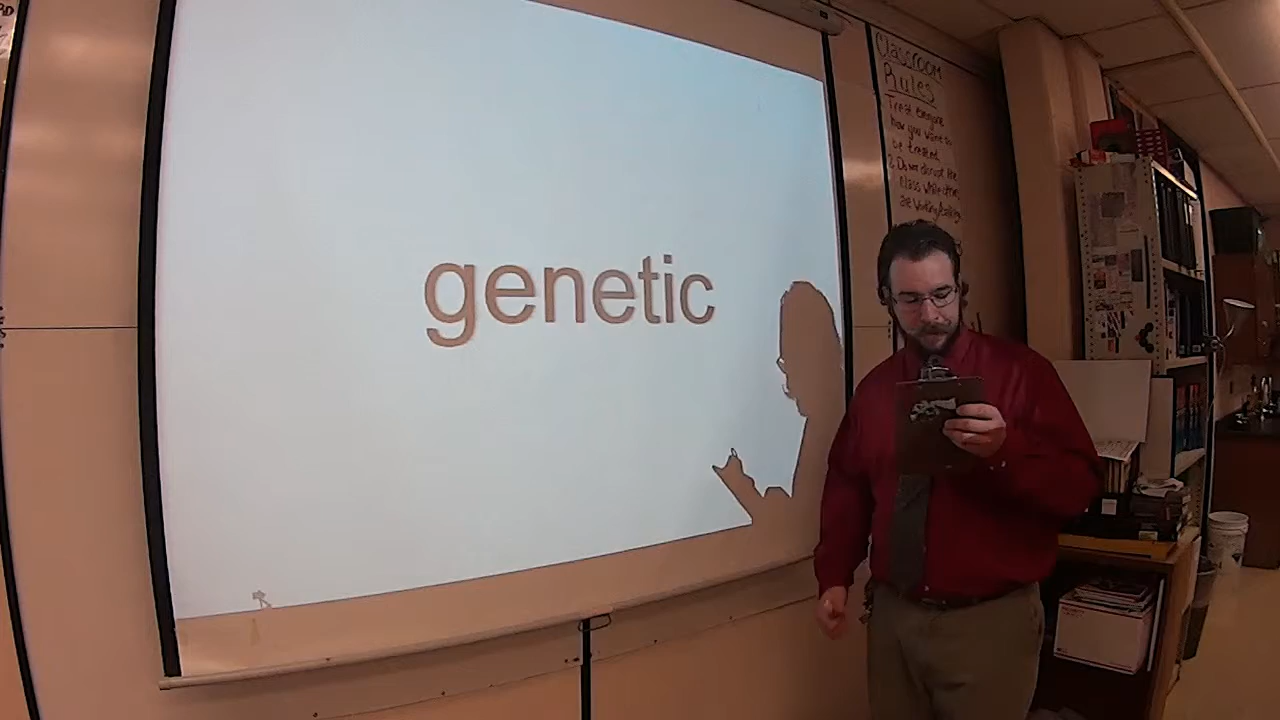 genetic
Classroom
Rules
Treat everyone
how you want to
be treated.
2. Do not disrupt the
class while others
are working/